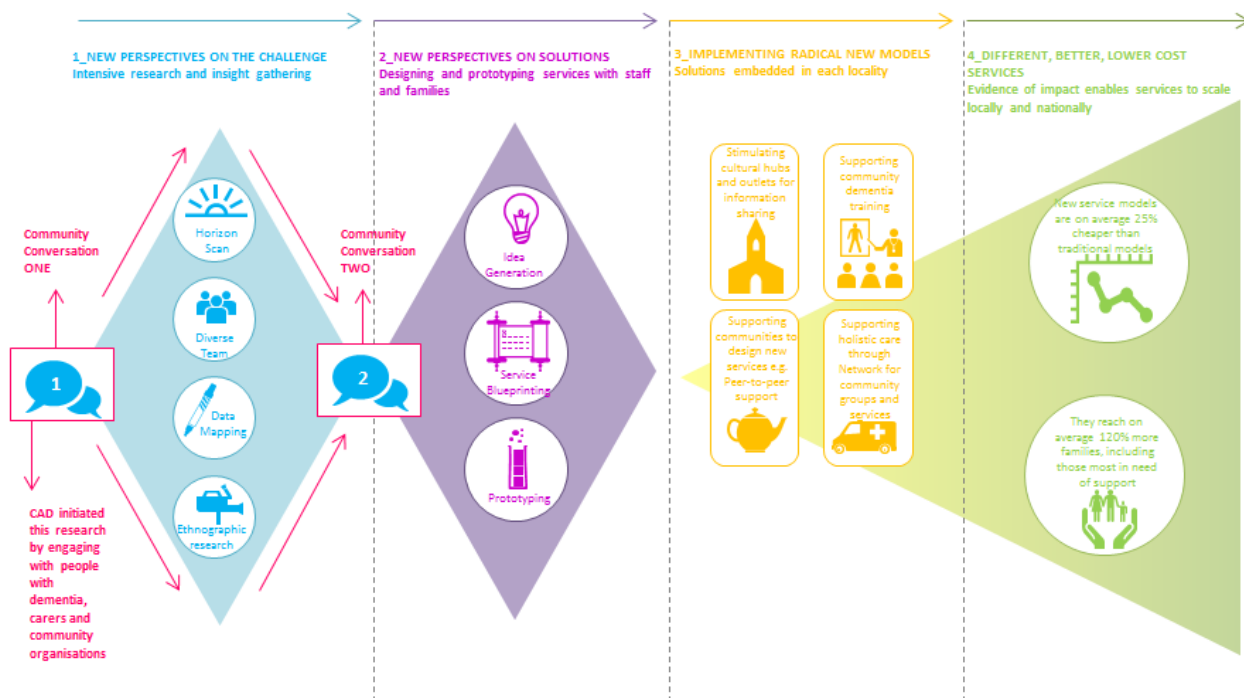 1_NEW PERSPECTIVES ON THE CHALLENGE
Intensive research and insight gathering
Community
Conversation
ONE
1
CAD initiated
this research
by engaging
with people
with
dementia,
carers and
community
organisations
Horizon
Scan
Diverse
Team
Data
Mapping
Ethnographic
research
Community
Conversation
TWO
2
2_NEW PERSPECTIVES ON SOLUTIONS
Designing and prototyping services with staff
and families
Idea
Generation
Service
Blueprinting
Prototyping
3_IMPLEMENTING RADICAL NEW MODELS
Solutions embedded in each locality
Stimulating
cultural hubs
and outlets for
information
sharing
Supporting
community
dementia
training
Supporting
communities to
design new
services e.g.
Peer-to-peer
support
Supporting
holistic care
through
Network for
community
groups and
services
4_DIFFERENT, BETTER, LOWER COST
SERVICES
Evidence of impact enables services to scale
locally and nationally
New service models
are on average 25%
cheaper than
traditional models
They reach on
average 120% more
families, including
those most in need
of support